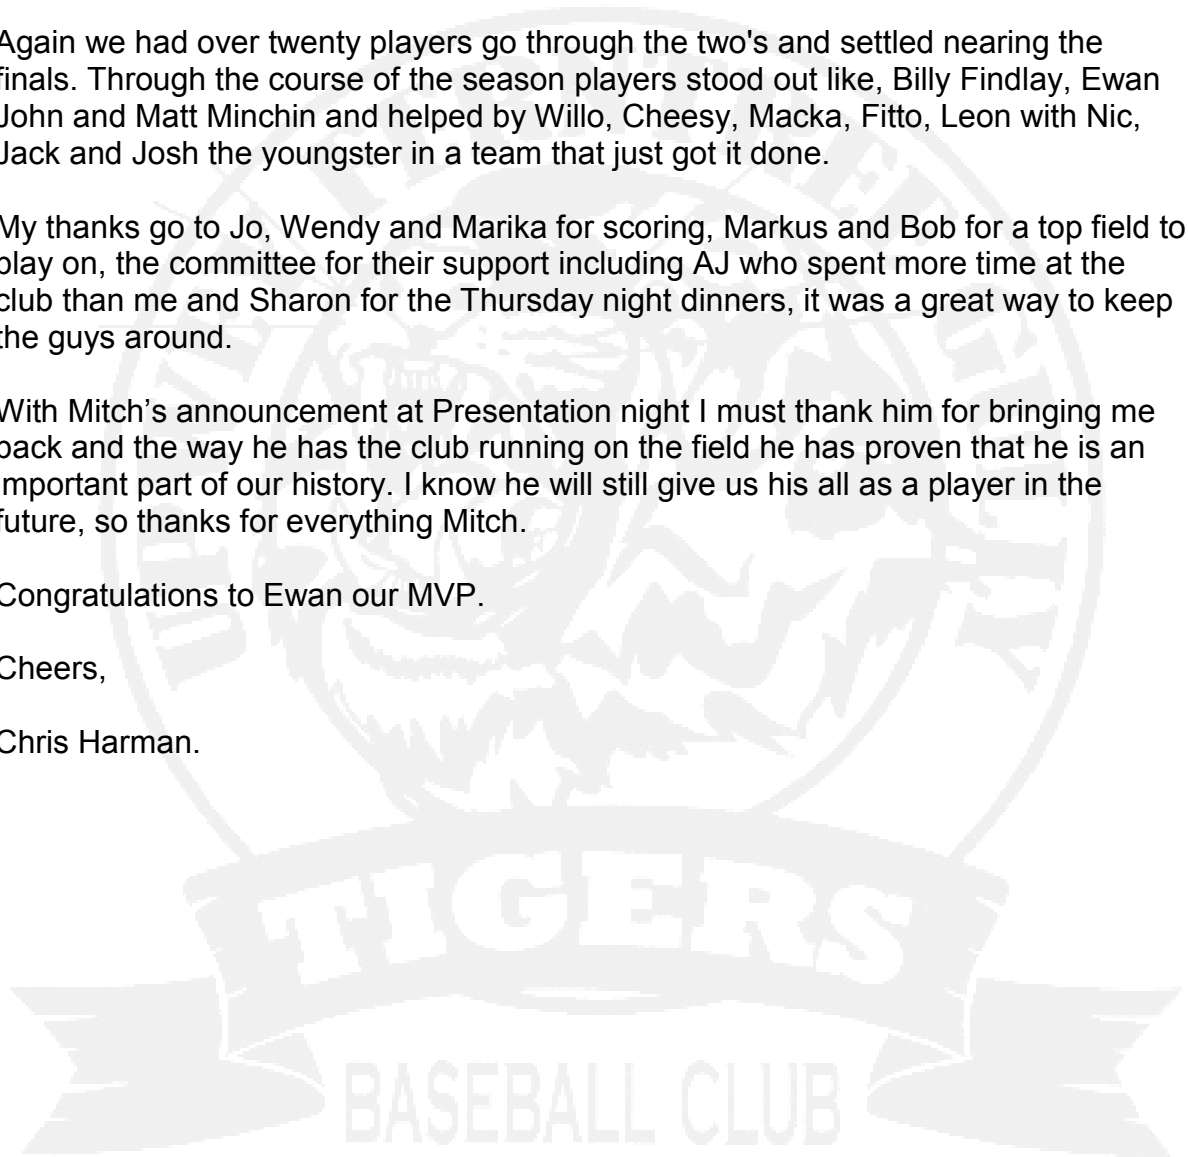 Again we had over twenty players go through the two's and settled nearing the
finals. Through the course of the season players stood out like, Billy Findlay, Ewan
John and Matt Minchin and helped by Willo, Cheesy, Macka, Fitto, Leon with Nic,
Jack and Josh the youngster in a team that just got it done.
My thanks go to Jo, Wendy and Marika for scoring, Markus and Bob for a top field to
play on, the committee for their support including AJ who spent more time at the
club than me and Sharon for the Thursday night dinners, it was a great way to keep
the guys around.
With Mitch’s announcement at Presentation night I must thank him for bringing me
back and the way he has the club running on the field he has proven that he is an
important part of our history. I know he will still give us his all as a player in the
future, so thanks for everything Mitch.
Congratulations to Ewan our MVP.
Cheers,
Chris Harman.
UPWEY FERNTREE GULLY
TIGERS
BASEBALL CLUB